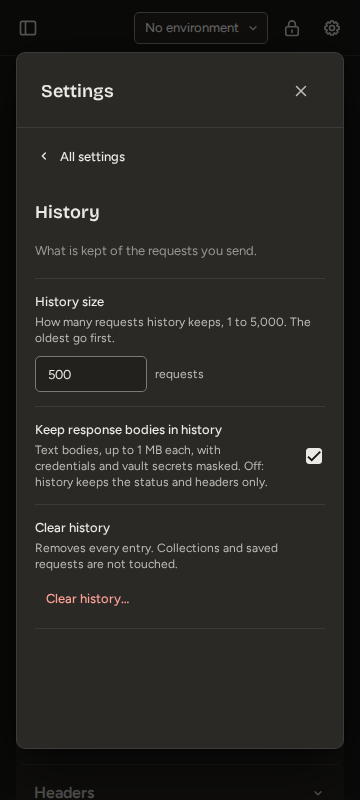 No environment
Settings
All settings
History
What is kept of the requests you send.
History size
How many requests history keeps, 1 to 5,000. The
oldest go first.
500 requests
Keep response bodies in history
Text bodies, up to 1 MB each, with
credentials and vault secrets masked. Off:
history keeps the status and headers only.
Clear history
Removes every entry. Collections and saved
requests are not touched.
Clear history...
Headers